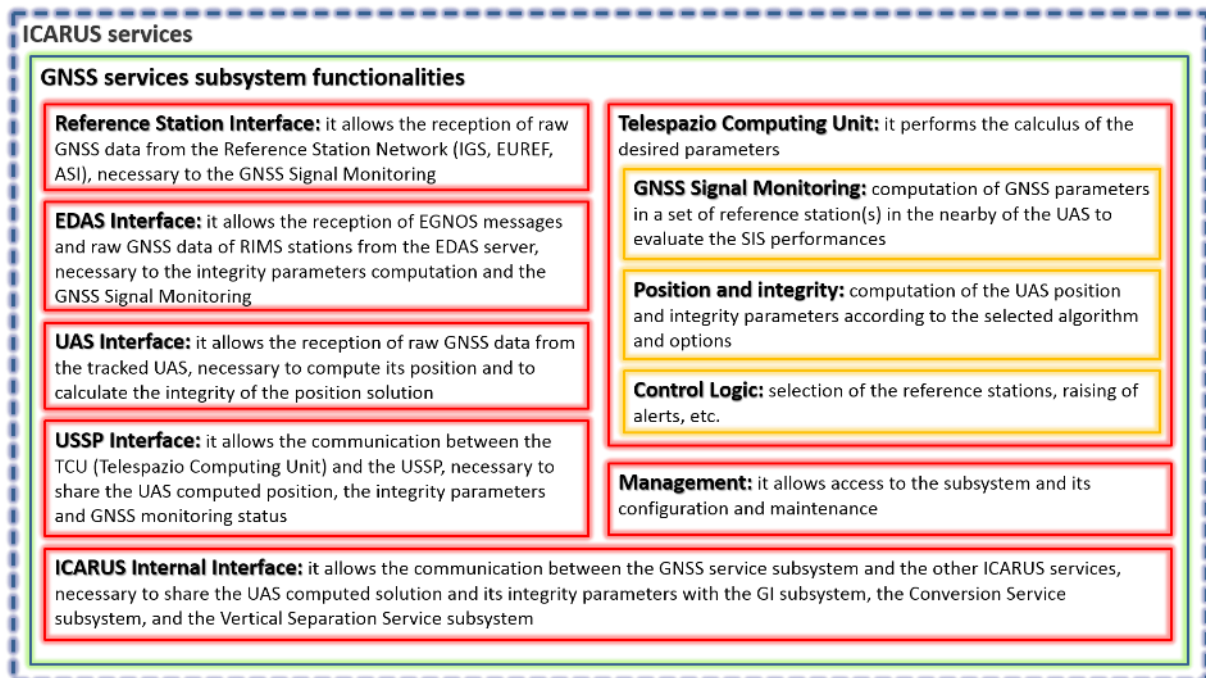 ICARUS services
GNSS services subsystem functionalities
Reference Station Interface: it allows the reception of raw
GNSS data from the Reference Station Network (IGS, EUREF,
ASI), necessary to the GNSS Signal Monitoring
EDAS Interface: it allows the reception of EGNOS messages
and raw GNSS data of RIMS stations from the EDAS server,
necessary to the integrity parameters computation and the
GNSS Signal Monitoring
UAS Interface: it allows the reception of raw GNSS data from
the tracked UAS, necessary to compute its position and to
calculate the integrity of the position solution
USSP Interface: it allows the communication between the
TCU (Telespazio Computing Unit) and the USSP, necessary to
share the UAS computed position, the integrity parameters
and GNSS monitoring status
Telespazio Computing Unit: it performs the calculus of the
desired parameters
GNSS Signal Monitoring: computation of GNSS parameters
in a set of reference station(s) in the nearby of the UAS to
evaluate the SIS performances
Position and integrity: computation of the UAS position
and integrity parameters according to the selected algorithm
and options
Control Logic: selection of the reference stations, raising of
alerts, etc.
Management: it allows access to the subsystem and its
configuration and maintenance
ICARUS Internal Interface: it allows the communication between the GNSS service subsystem and the other ICARUS services,
necessary to share the UAS computed solution and its integrity parameters with the GI subsystem, the Conversion Service
subsystem, and the Vertical Separation Service subsystem